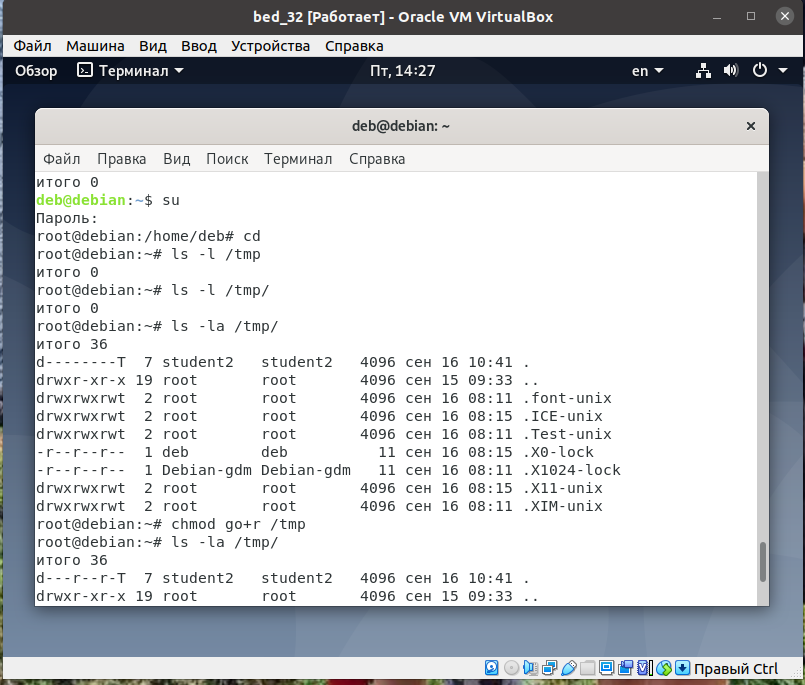 bed_32 [Работает] - Oracle VM VirtualBox
Файл Машина Вид Ввод Устройства Справка
Обзор Терминал Пт, 14:27 en
deb@debian: ~
Файл Правка Вид Поиск Терминал Справка
итого 0
deb@debian:~$ su
Пароль:
root@debian:/home/deb# cd
root@debian:~# ls -l /tmp
итого 0
root@debian:~# ls -l /tmp/
итого 0
root@debian:~# ls -la /tmp/
итого 36
d--------T  7 student2   student2   4096 сен 16 10:41 .
drwxr-xr-x 19 root       root       4096 сен 15 09:33 ..
drwxrwxrwt  2 root       root       4096 сен 16 08:11 .font-unix
drwxrwxrwt  2 root       root       4096 сен 16 08:15 .ICE-unix
drwxrwxrwt  2 root       root       4096 сен 16 08:11 .Test-unix
-r--r--r--  1 deb        deb          11 сен 16 08:15 .X0-lock
-r--r--r--  1 Debian-gdm Debian-gdm   11 сен 16 08:11 .X1024-lock
drwxrwxrwt  2 root       root       4096 сен 16 08:15 .X11-unix
drwxrwxrwt  2 root       root       4096 сен 16 08:11 .XIM-unix
root@debian:~# chmod go+r /tmp
root@debian:~# ls -la /tmp/
итого 36
d---r--r-T  7 student2   student2   4096 сен 16 10:41 .
drwxr-xr-x 19 root       root       4096 сен 15 09:33 ..
Правый Ctrl